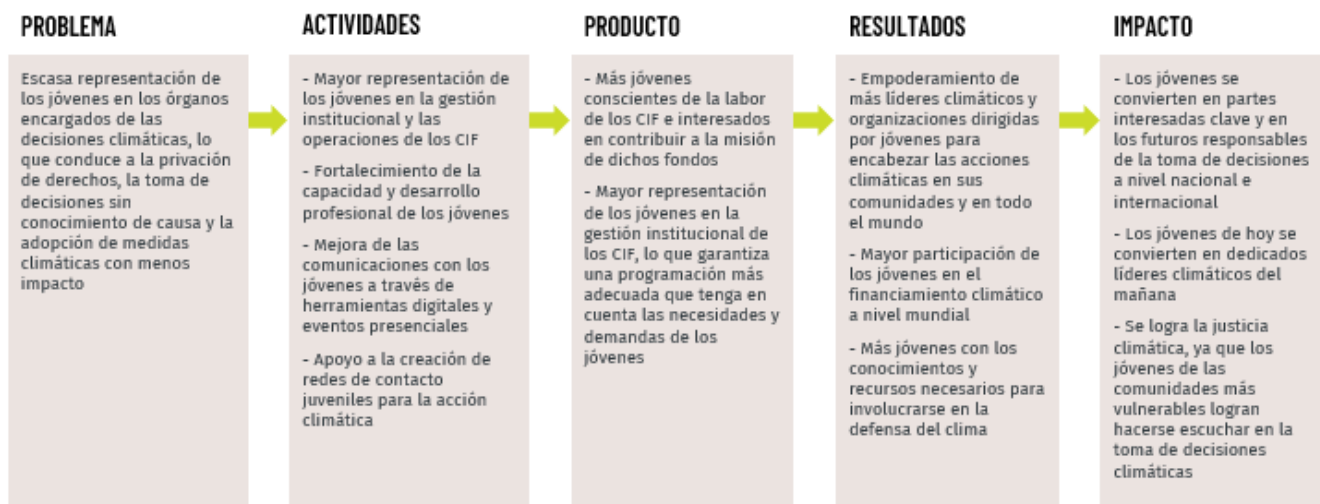 PROBLEMA
Escasa representación de
los jóvenes en los órganos
encargados de las
decisiones climáticas, lo
que conduce a la privación
de derechos, la toma de
decisiones sin
conocimiento de causa y la
adopción de medidas
climáticas con menos
impacto
ACTIVIDADES
- Mayor representación de
los jóvenes en la gestión
institucional y las
operaciones de los CIF
- Fortalecimiento de la
capacidad y desarrollo
profesional de los jóvenes
- Mejora de las
comunicaciones con los
jóvenes a través de
herramientas digitales y
eventos presenciales
- Apoyo a la creación de
redes de contacto
juveniles para la acción
climática
PRODUCTO
- Más jóvenes
conscientes de la labor
de los CIF e interesados
en contribuir a la misión
de dichos fondos
- Mayor representación
de los jóvenes en la
gestión institucional de
los CIF, lo que garantiza
una programación más
adecuada que tenga en
cuenta las necesidades y
demandas de los
jóvenes
RESULTADOS
- Empoderamiento de
más líderes climáticos y
organizaciones dirigidas
por jóvenes para
encabezar las acciones
climáticas en sus
comunidades y en todo
el mundo
- Mayor participación de
los jóvenes en el
financiamiento climático
a nivel mundial
- Más jóvenes con los
conocimientos y
recursos necesarios para
involucrarse en la
defensa del clima
IMPACTO
- Los jóvenes se
convierten en partes
interesadas clave y en
los futuros responsables
de la toma de decisiones
a nivel nacional e
internacional
- Los jóvenes de hoy se
convierten en dedicados
líderes climáticos del
mañana
- Se logra la justicia
climática, ya que los
jóvenes de las
comunidades más
vulnerables logran
hacerse escuchar en la
toma de decisiones
climáticas